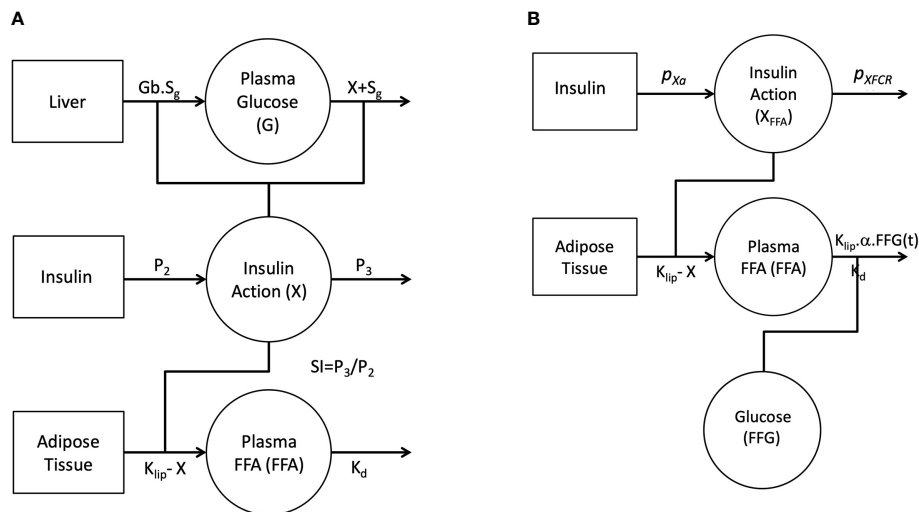 A
Liver
Gb.Sg
Plasma
Glucose
(G)
X+Sg
Insulin
P2
Insulin
Action (X)
P3
SI=P3/P2
Adipose
Tissue
Klip- X
Plasma
FFA (FFA)
Kd
B
Insulin
pXa
Insulin
Action
(XFFA)
pXFCR
Adipose
Tissue
Klip- X
Plasma
FFA (FFA)
Klip.α.FFG(t)
Kd
Glucose
(FFG)